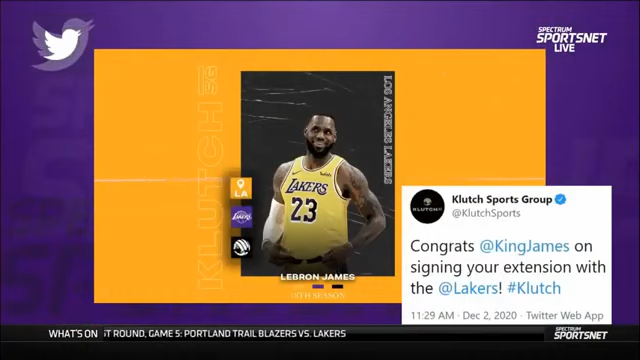 SPECTRUM
SPORTSNET
LIVE
KLUTCH SG
LOS ANGELES LAKERS
LA
LAKERS
LAKERS
23
LEBRON JAMES
18TH SEASON
KLUTCH
Klutch Sports Group
@KlutchSports
Congrats @KingJames on
signing your extension with
the @Lakers! #Klutch
11:29 AM · Dec 2, 2020 · Twitter Web App
WHAT'S ON
ST ROUND, GAME 5: PORTLAND TRAIL BLAZERS VS. LAKERS
SPECTRUM
SPORTSNET